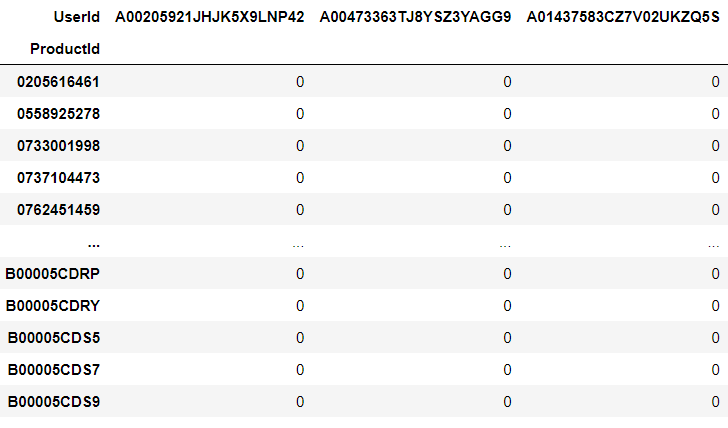 UserId A00205921JHJK5X9LNP42 A00473363TJ8YSZ3YAGG9 A01437583CZ7V02UKZQ5S
ProductId
0205616461 0 0 0
0558925278 0 0 0
0733001998 0 0 0
0737104473 0 0 0
0762451459 0 0 0
... ... ... ...
B00005CDRP 0 0 0
B00005CDRY 0 0 0
B00005CDS5 0 0 0
B00005CDS7 0 0 0
B00005CDS9 0 0 0